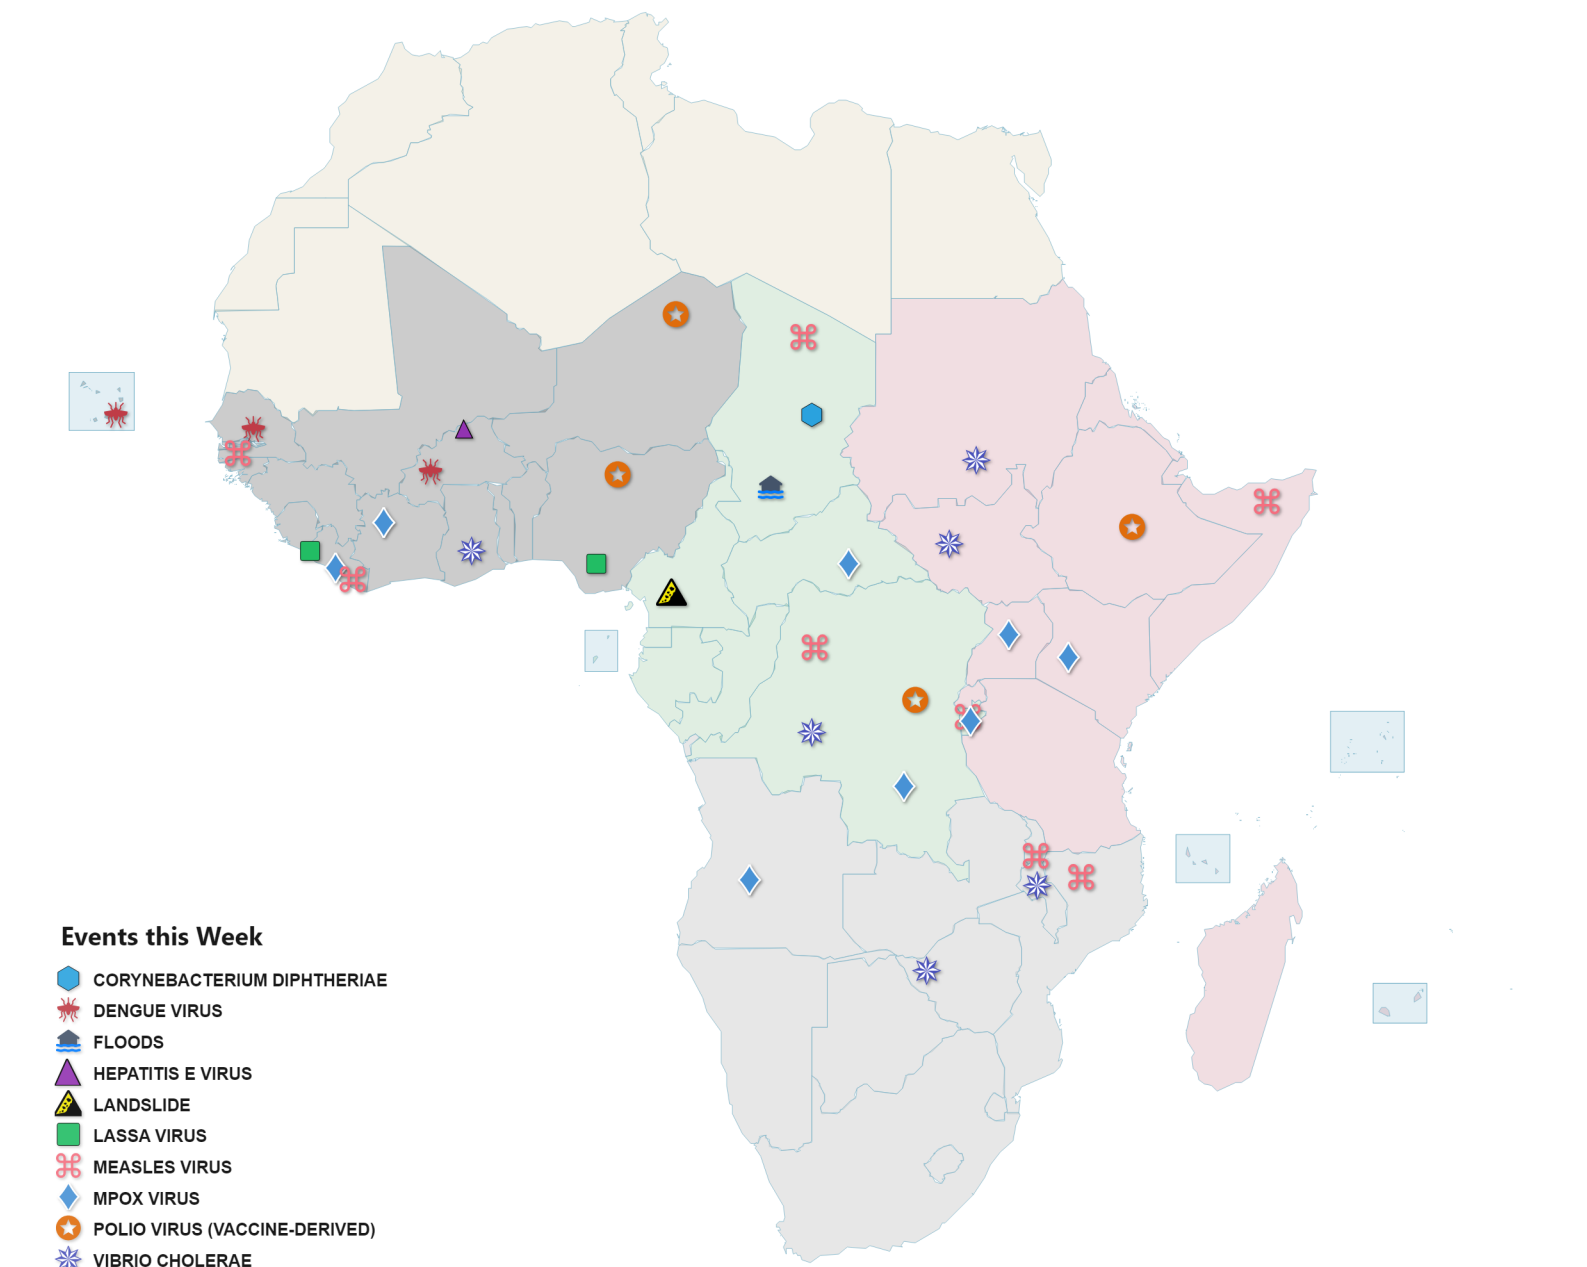 Events this Week
CORYNEBACTERIUM DIPHTHERIAE
DENGUE VIRUS
FLOODS
HEPATITIS E VIRUS
LANDSLIDE
LASSA VIRUS
MEASLES VIRUS
MPOX VIRUS
POLIO VIRUS (VACCINE-DERIVED)
VIBRIO CHOLERAE